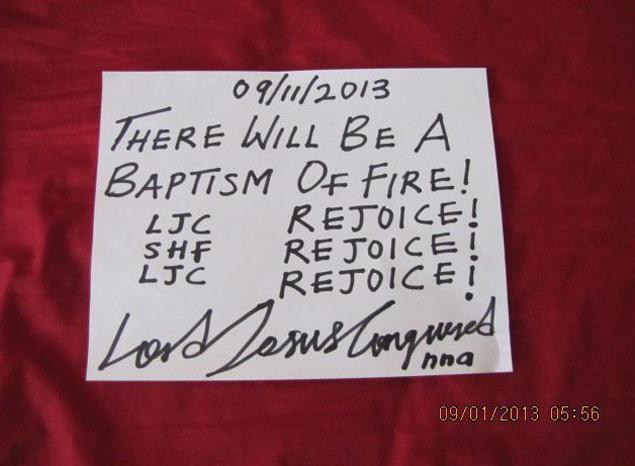 09/11/2013
THERE WILL BE A
BAPTISM OF FIRE!
LJC REJOICE!
SHF REJOICE!
LJC REJOICE!
Lord Jesus Conquered
nna
09/01/2013 05:56